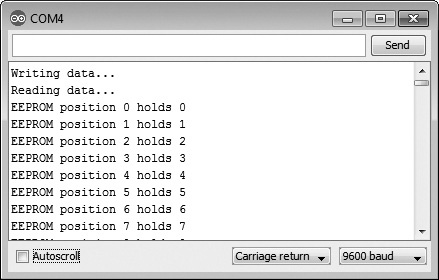 COM4
Send
Writing data...
Reading data...
EEPROM position 0 holds 0
EEPROM position 1 holds 1
EEPROM position 2 holds 2
EEPROM position 3 holds 3
EEPROM position 4 holds 4
EEPROM position 5 holds 5
EEPROM position 6 holds 6
EEPROM position 7 holds 7
Autoscroll
Carriage return
9600 baud